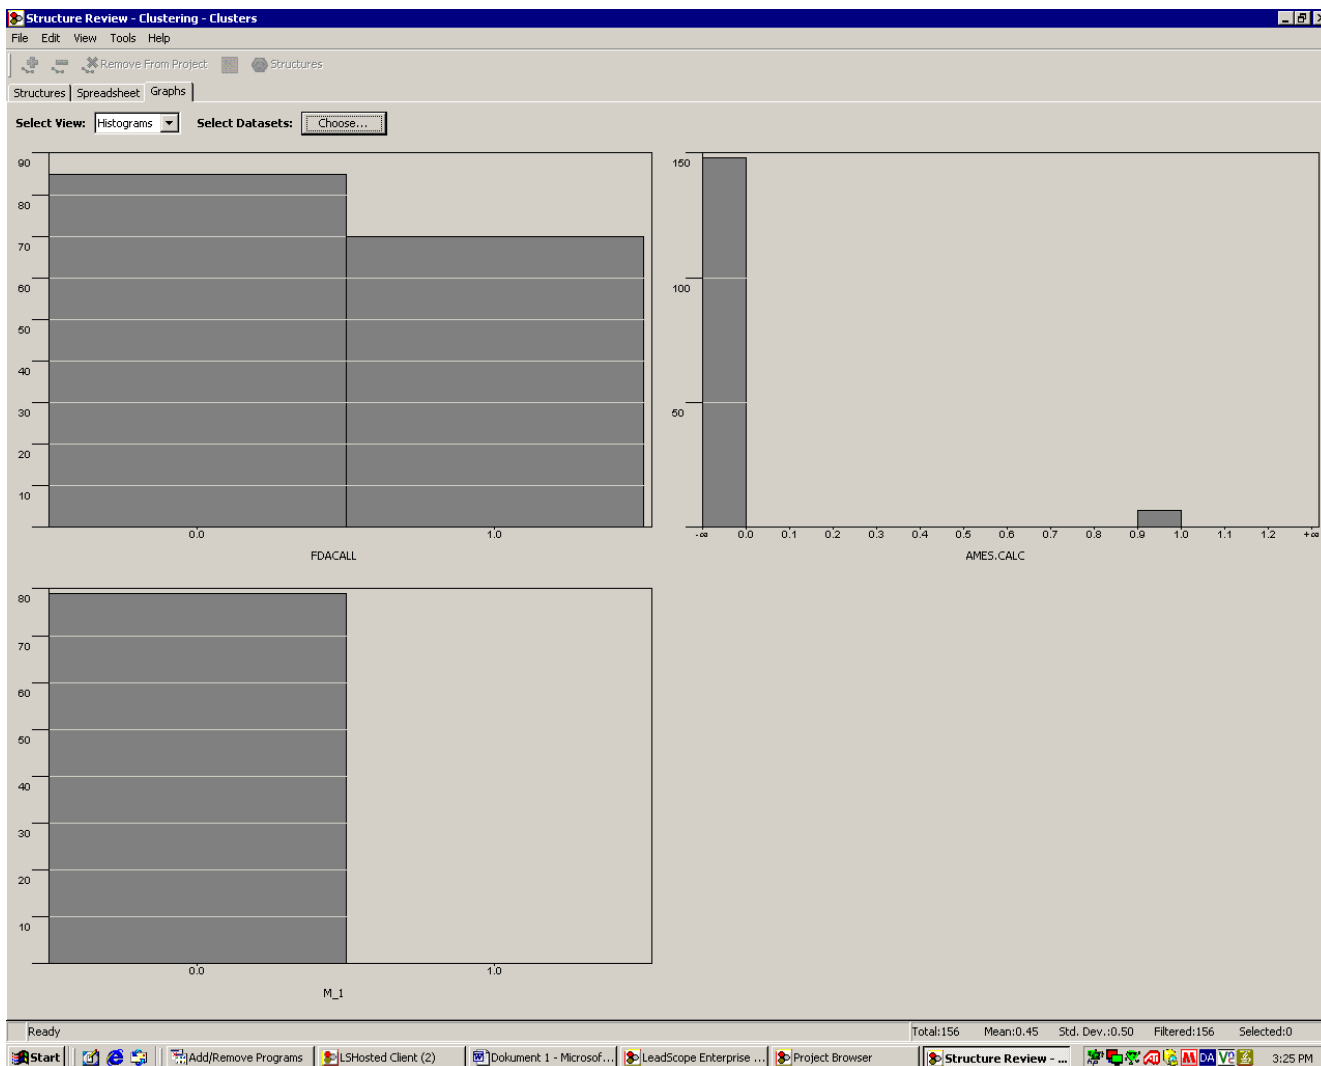 Structure Review - Clustering - Clusters
File Edit View Tools Help
Remove From Project Structures
Structures Spreadsheet Graphs
Select View: Histograms Select Datasets: Choose...
90
80
70
60
50
40
30
20
10
0.0 1.0
FDACALL
150
100
50
-∞ 0.0 0.1 0.2 0.3 0.4 0.5 0.6 0.7 0.8 0.9 1.0 1.1 1.2 +∞
AMES.CALC
80
70
60
50
40
30
20
10
0.0 1.0
M_1
Ready Total:156 Mean:0.45 Std. Dev.:0.50 Filtered:156 Selected:0
Start Add/Remove Programs LSHosted Client (2) Dokument 1 - Microsof... LeadScope Enterprise ... Project Browser Structure Review - ... ATI M DA V2 3:25 PM